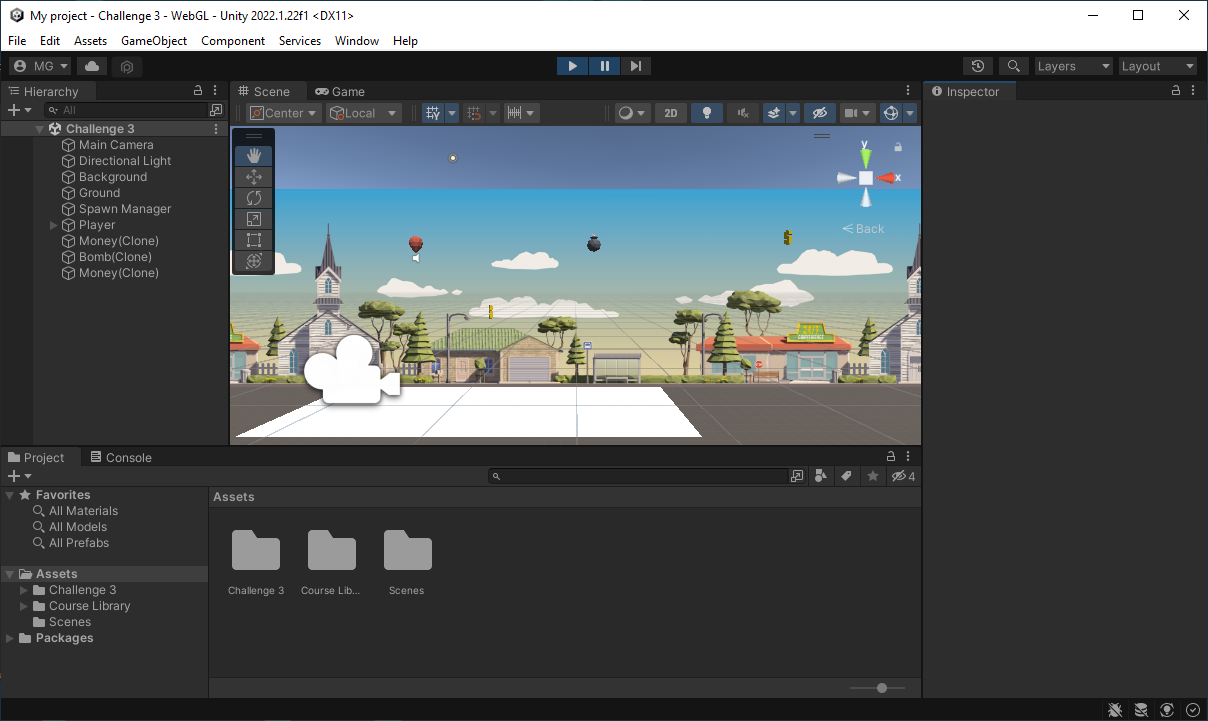 My project - Challenge 3 - WebGL - Unity 2022.1.22f1 <DX11>
File Edit Assets GameObject Component Services Window Help
MG Layers Layout
Hierarchy
All
Challenge 3
Main Camera
Directional Light
Background
Ground
Spawn Manager
Player
Money(Clone)
Bomb(Clone)
Money(Clone)
Scene Game
Center Local 2D
y
x
Back
Inspector
Project Console
4
Favorites
All Materials
All Models
All Prefabs
Assets
Challenge 3
Course Library
Scenes
Packages
Assets
Challenge 3 Course Lib... Scenes